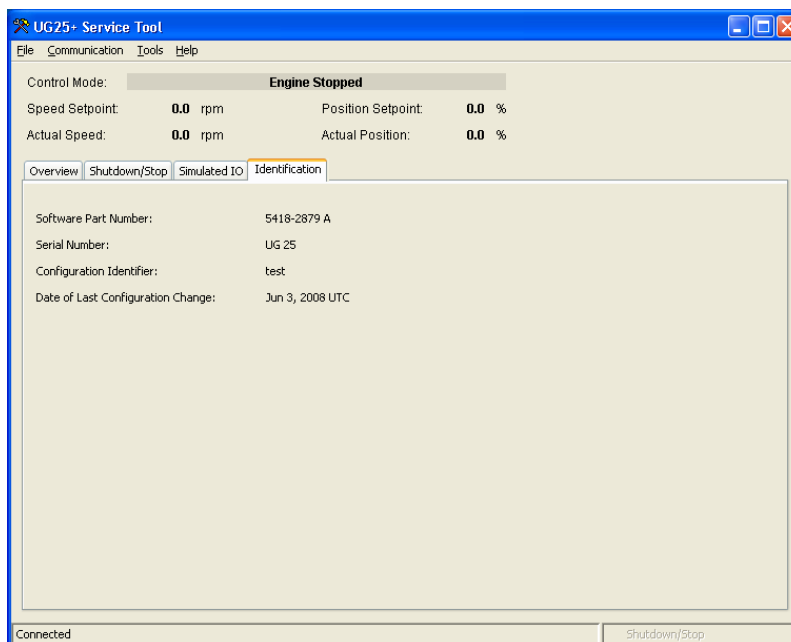 UG25+ Service Tool
File Communication Tools Help
Control Mode: Engine Stopped
Speed Setpoint: 0.0 rpm Position Setpoint: 0.0 %
Actual Speed: 0.0 rpm Actual Position: 0.0 %
Overview Shutdown/Stop Simulated IO Identification
Software Part Number: 5418-2879 A
Serial Number: UG 25
Configuration Identifier: test
Date of Last Configuration Change: Jun 3, 2008 UTC
Connected Shutdown/Stop